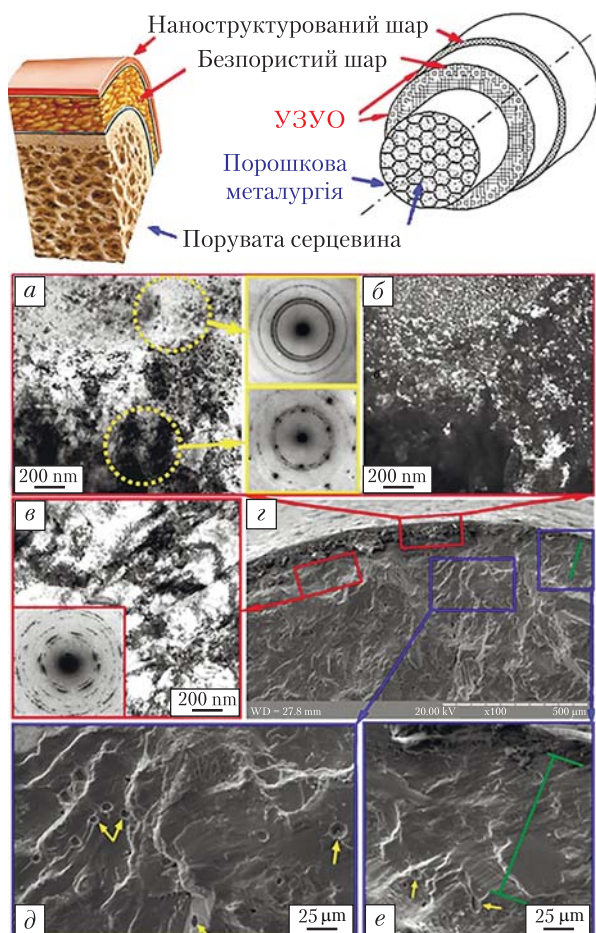 Наноструктурований шар
Безпористий шар
УЗУО
Порошкова
металургія
Порувата серцевина
а
200 nm
б
200 nm
в
200 nm
г
WD = 27.8 mm 20.00 kV x100 500 µm
д
25 µm
е
25 µm